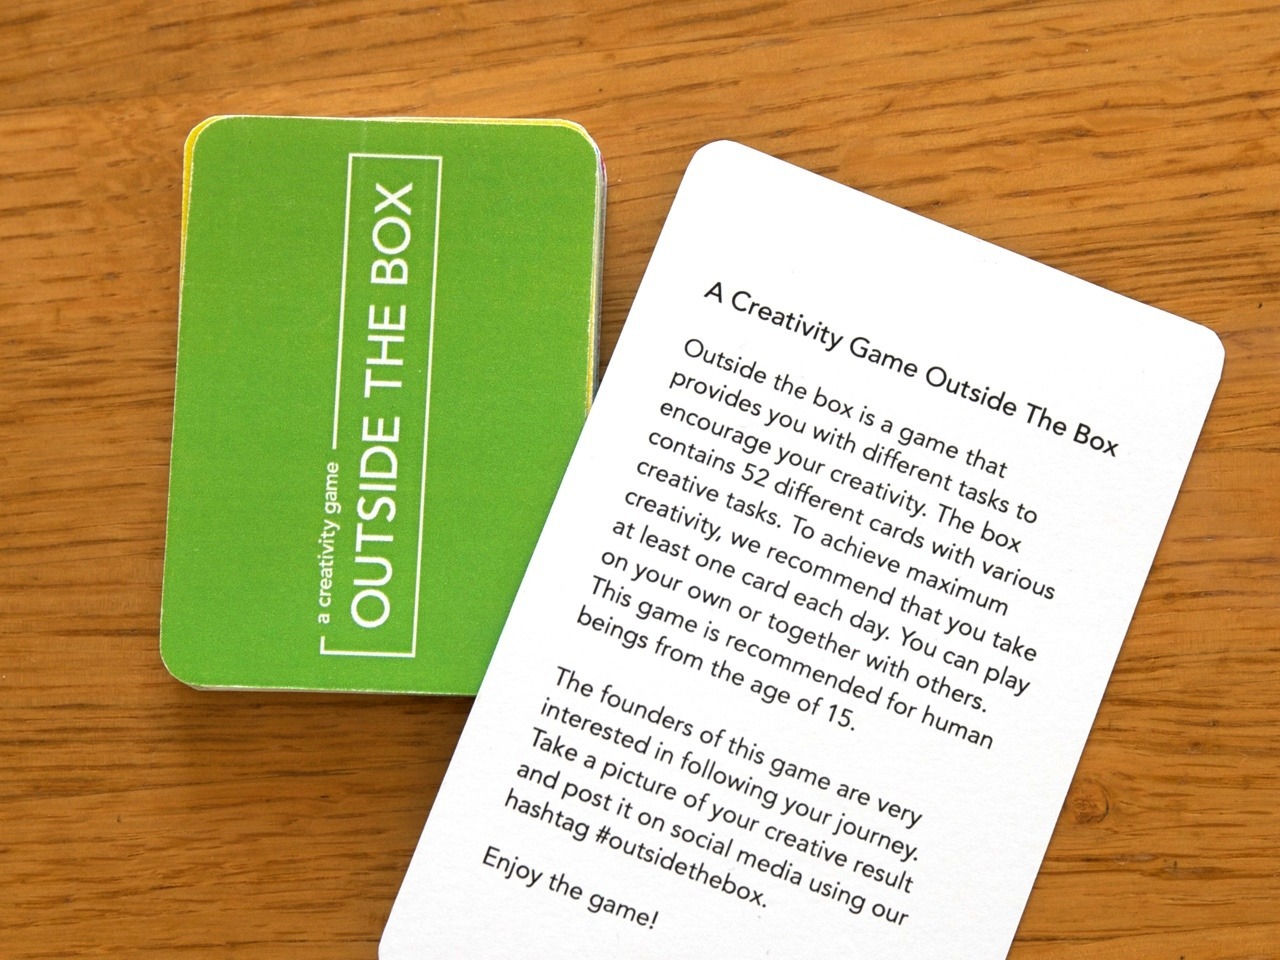 a creativity game
OUTSIDE THE BOX
A Creativity Game Outside The Box
Outside the box is a game that
provides you with different tasks to
encourage your creativity. The box
contains 52 different cards with various
creative tasks. To achieve maximum
creativity, we recommend that you take
at least one card each day. You can play
on your own or together with others.
This game is recommended for human
beings from the age of 15.
The founders of this game are very
interested in following your journey.
Take a picture of your creative result
and post it on social media using our
hashtag #outsidethebox.
Enjoy the game!